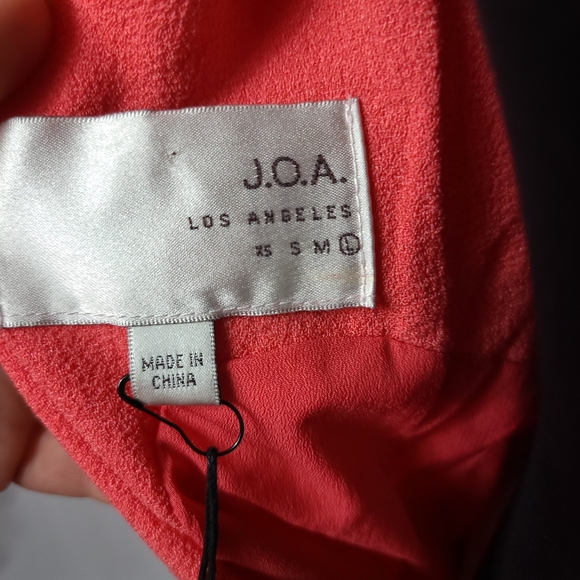 J.O.A.
LOS ANGELES
XS S M L
MADE IN
CHINA